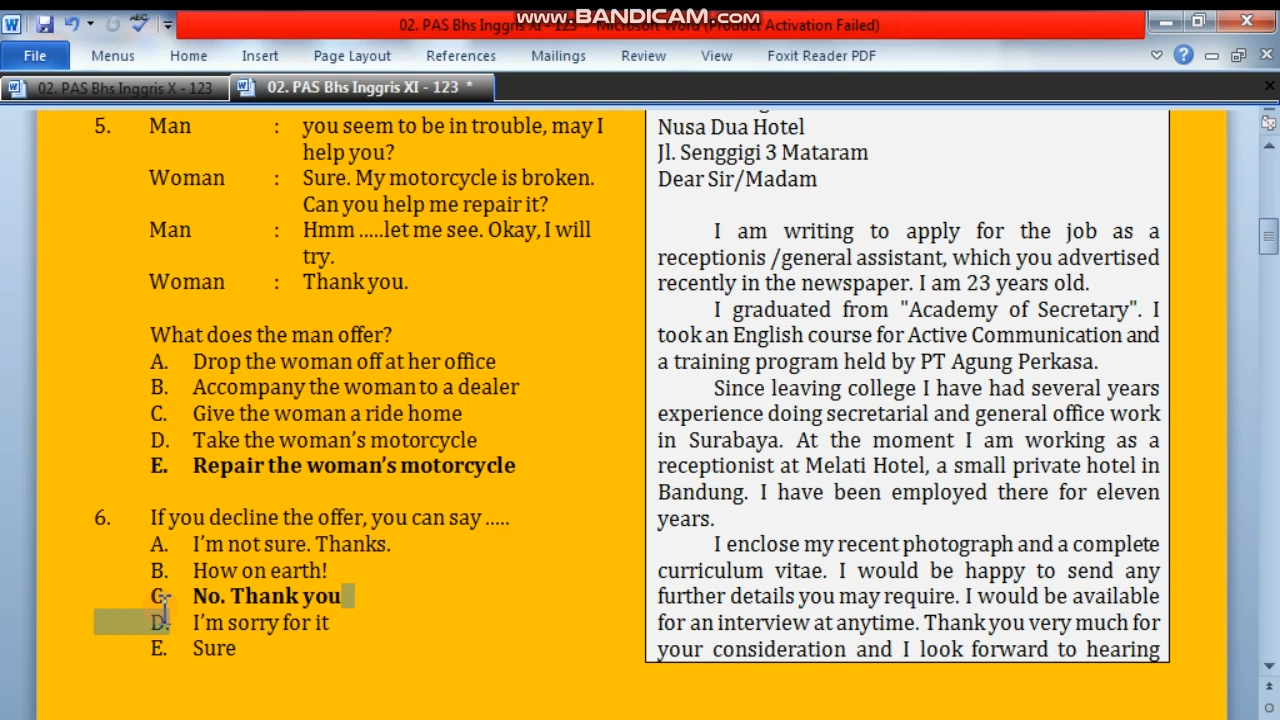 www.BANDICAM.com
02. PAS Bhs Inggris XI - 123 - Microsoft Word (Product Activation Failed)
File Menus Home Insert Page Layout References Mailings Review View Foxit Reader PDF
02. PAS Bhs Inggris X - 123 02. PAS Bhs Inggris XI - 123 *
5. Man : you seem to be in trouble, may I
help you?
Woman : Sure. My motorcycle is broken.
Can you help me repair it?
Man : Hmm .....let me see. Okay, I will
try.
Woman : Thank you.
What does the man offer?
A. Drop the woman off at her office
B. Accompany the woman to a dealer
C. Give the woman a ride home
D. Take the woman’s motorcycle
E. Repair the woman’s motorcycle
6. If you decline the offer, you can say .....
A. I’m not sure. Thanks.
B. How on earth!
C. No. Thank you
D. I’m sorry for it
E. Sure
Nusa Dua Hotel
Jl. Senggigi 3 Mataram
Dear Sir/Madam
I am writing to apply for the job as a
receptionis /general assistant, which you advertised
recently in the newspaper. I am 23 years old.
I graduated from "Academy of Secretary". I
took an English course for Active Communication and
a training program held by PT Agung Perkasa.
Since leaving college I have had several years
experience doing secretarial and general office work
in Surabaya. At the moment I am working as a
receptionist at Melati Hotel, a small private hotel in
Bandung. I have been employed there for eleven
years.
I enclose my recent photograph and a complete
curriculum vitae. I would be happy to send any
further details you may require. I would be available
for an interview at anytime. Thank you very much for
your consideration and I look forward to hearing